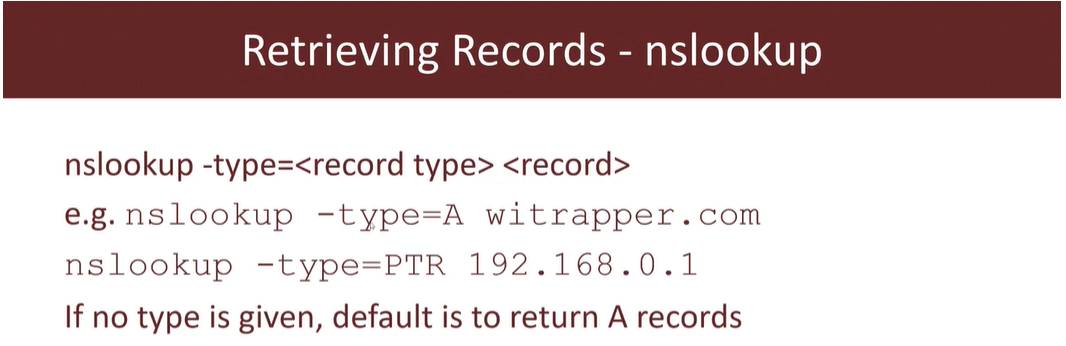 Retrieving Records - nslookup
nslookup -type=<record type> <record>
e.g. nslookup -type=A witrapper.com
nslookup -type=PTR 192.168.0.1
If no type is given, default is to return A records